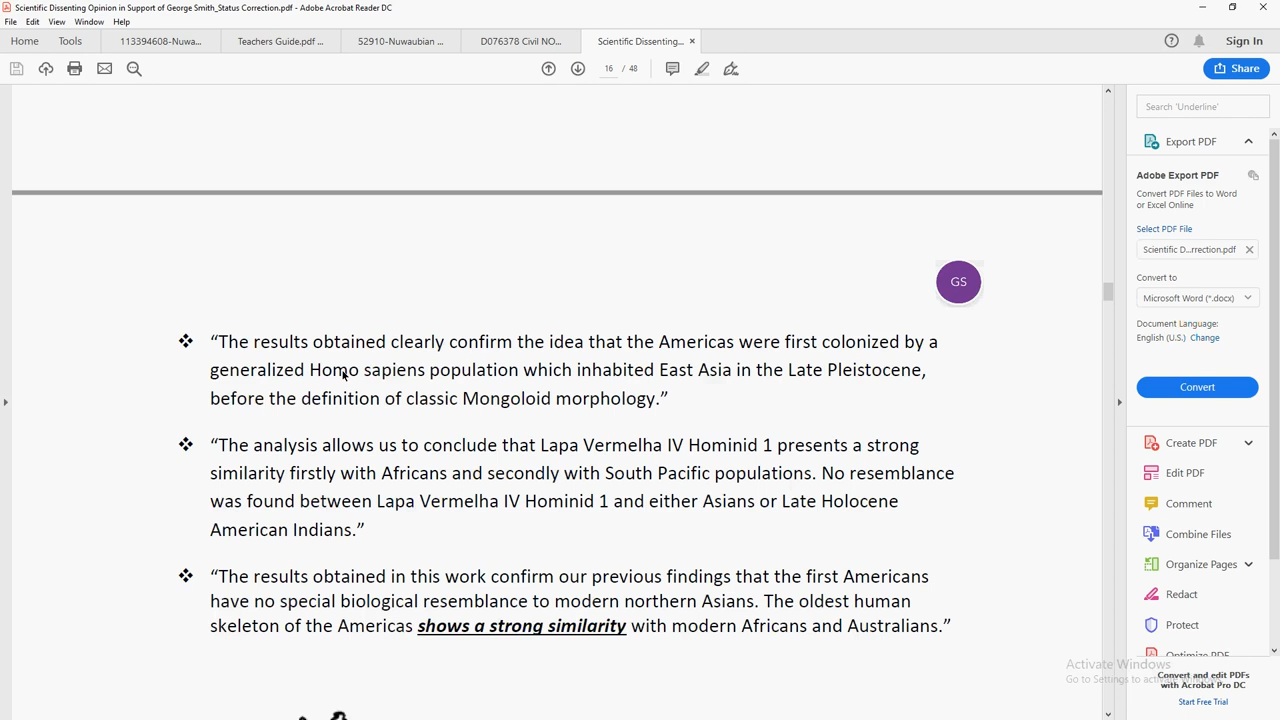 Scientific Dissenting Opinion in Support of George Smith_Status Correction.pdf - Adobe Acrobat Reader DC
File Edit View Window Help
Home Tools 113394608-Nuwa... Teachers Guide.pdf ... 52910-Nuwaubian ... D076378 Civil NO... Scientific Dissenting... × Sign In
16 / 48 Share
Search 'Underline'
Export PDF
Adobe Export PDF
Convert PDF Files to Word
or Excel Online
Select PDF File
Scientific D...rrection.pdf
Convert to
Microsoft Word (*.docx)
Document Language:
English (U.S.) Change
Convert
Create PDF
Edit PDF
Comment
Combine Files
Organize Pages
Redact
Protect
Optimize PDF
Convert and edit PDFs
with Acrobat Pro DC
Start Free Trial
GS
❖ “The results obtained clearly confirm the idea that the Americas were first colonized by a
generalized Homo sapiens population which inhabited East Asia in the Late Pleistocene,
before the definition of classic Mongoloid morphology.”
❖ “The analysis allows us to conclude that Lapa Vermelha IV Hominid 1 presents a strong
similarity firstly with Africans and secondly with South Pacific populations. No resemblance
was found between Lapa Vermelha IV Hominid 1 and either Asians or Late Holocene
American Indians.”
❖ “The results obtained in this work confirm our previous findings that the first Americans
have no special biological resemblance to modern northern Asians. The oldest human
skeleton of the Americas shows a strong similarity with modern Africans and Australians.”
Activate Windows
Go to Settings to activate